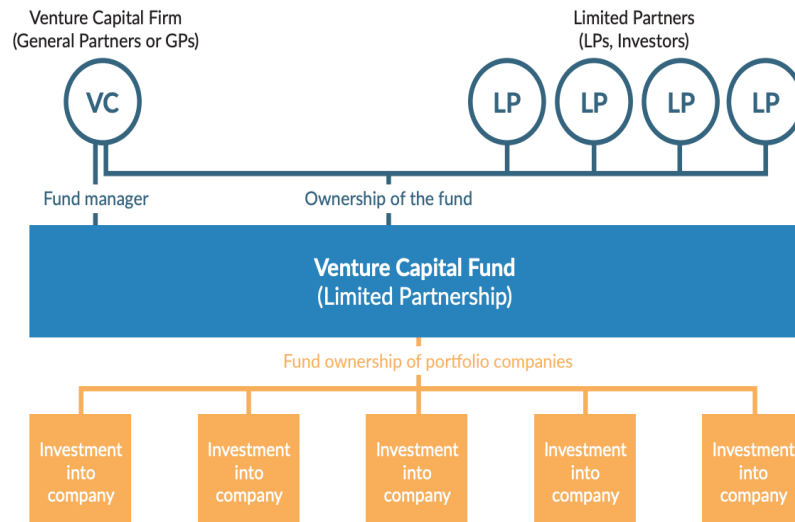 Venture Capital Firm
(General Partners or GPs)
Limited Partners
(LPs, Investors)
VC
LP
LP
LP
LP
Fund manager
Ownership of the fund
Venture Capital Fund
(Limited Partnership)
Fund ownership of portfolio companies
Investment
into
company
Investment
into
company
Investment
into
company
Investment
into
company
Investment
into
company